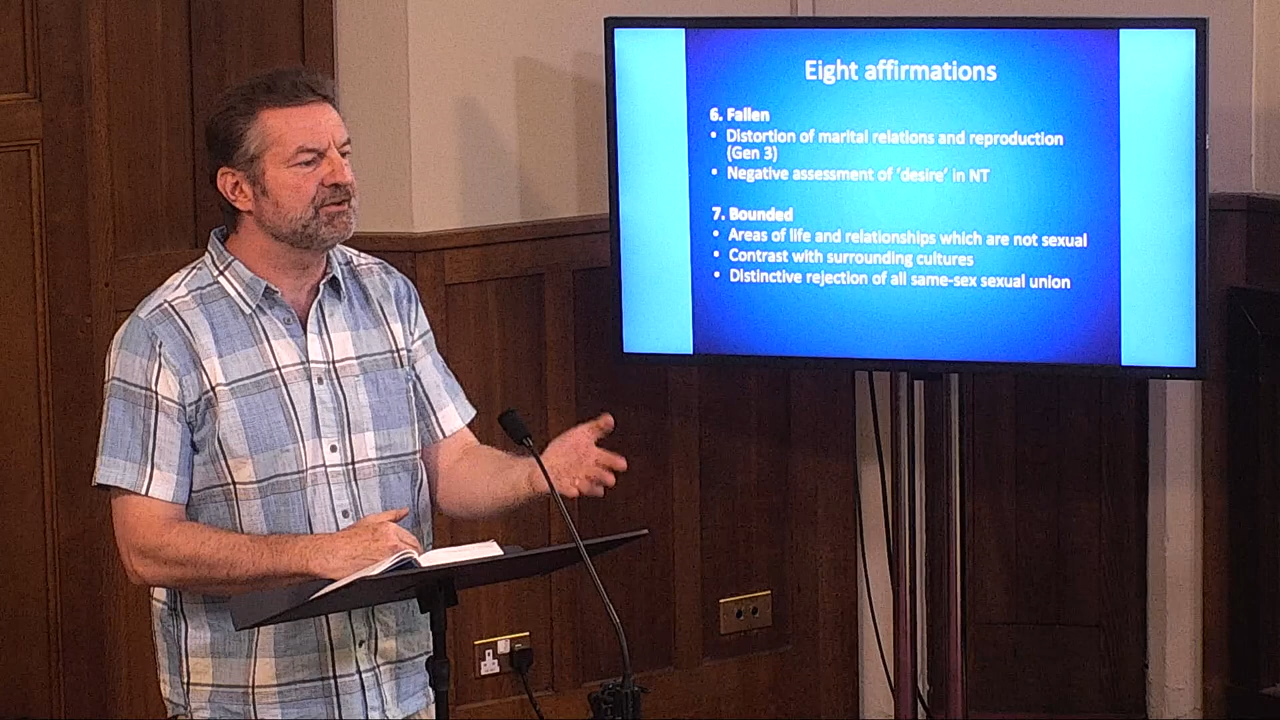 Eight affirmations
6. Fallen
• Distortion of marital relations and reproduction
(Gen 3)
• Negative assessment of 'desire' in NT
7. Bounded
• Areas of life and relationships which are not sexual
• Contrast with surrounding cultures
• Distinctive rejection of all same-sex sexual union